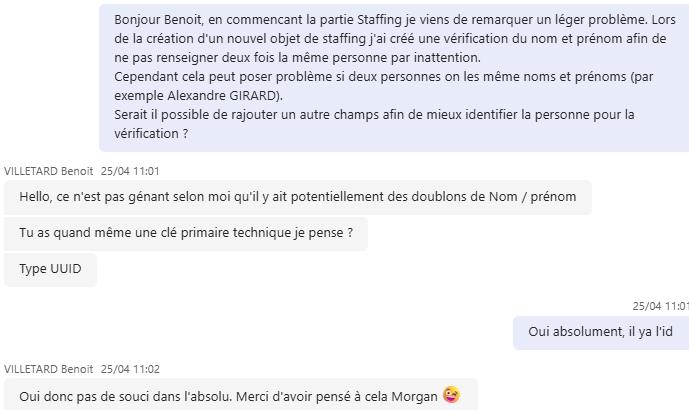 Bonjour Benoit, en commencant la partie Staffing je viens de remarquer un léger problème. Lors
de la création d'un nouvel objet de staffing j'ai créé une vérification du nom et prénom afin de
ne pas renseigner deux fois la même personne par inattention.
Cependant cela peut poser problème si deux personnes on les même noms et prénoms (par
exemple Alexandre GIRARD).
Serait il possible de rajouter un autre champs afin de mieux identifier la personne pour la
vérification ?
VILLETARD Benoit 25/04 11:01
Hello, ce n'est pas génant selon moi qu'il y ait potentiellement des doublons de Nom / prénom
Tu as quand même une clé primaire technique je pense ?
Type UUID
25/04 11:01
Oui absolument, il ya l'id
VILLETARD Benoit 25/04 11:02
Oui donc pas de souci dans l'absolu. Merci d'avoir pensé à cela Morgan